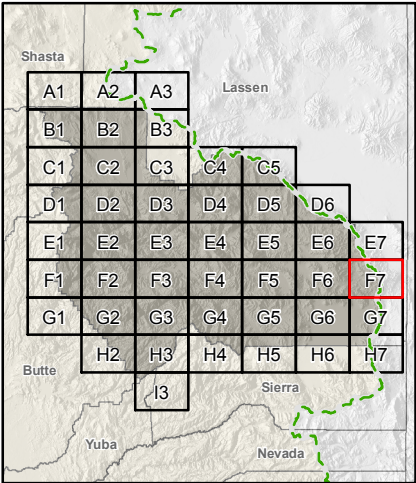 Shasta
Lassen
A1 A2 A3
B1 B2 B3
C1 C2 C3 C4 C5
D1 D2 D3 D4 D5 D6
E1 E2 E3 E4 E5 E6 E7
F1 F2 F3 F4 F5 F6 F7
G1 G2 G3 G4 G5 G6 G7
H2 H3 H4 H5 H6 H7
Butte
I3
Sierra
Yuba
Nevada